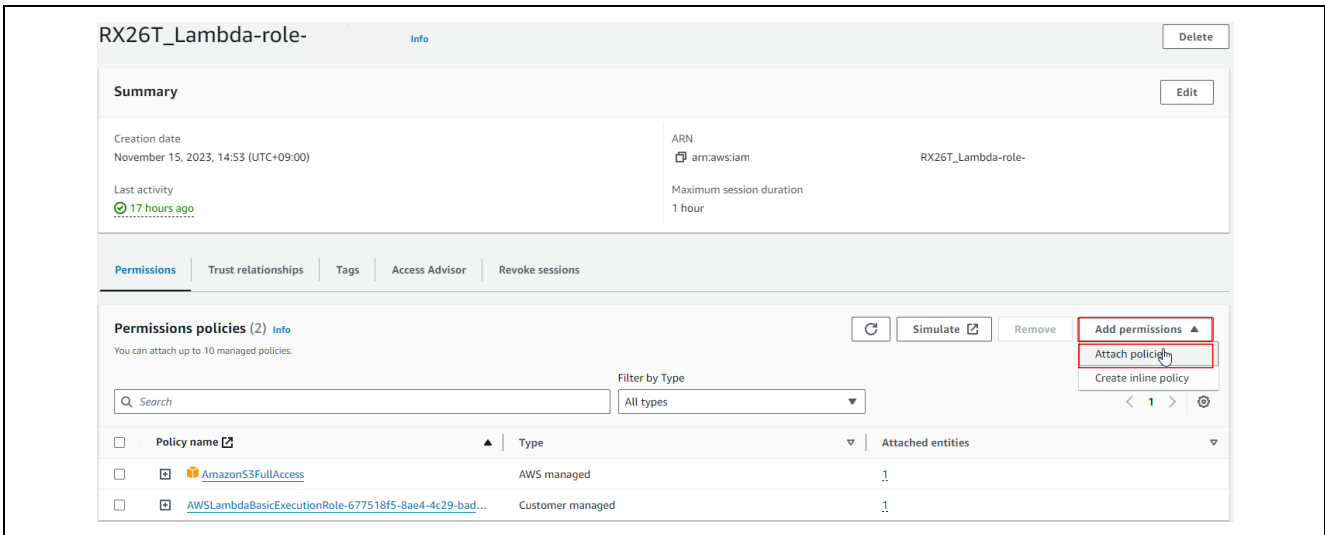 RX26T_Lambda-role- Info Delete
Summary Edit
Creation date ARN
November 15, 2023, 14:53 (UTC+09:00) arn:aws:iam RX26T_Lambda-role-
Last activity Maximum session duration
17 hours ago 1 hour
Permissions Trust relationships Tags Access Advisor Revoke sessions
Permissions policies (2) Info Simulate Remove Add permissions
You can attach up to 10 managed policies. Attach policies
Filter by Type Create inline policy
Search All types 1
Policy name Type Attached entities
AmazonS3FullAccess AWS managed 1
AWSLambdaBasicExecutionRole-677518f5-8ae4-4c29-bad... Customer managed 1